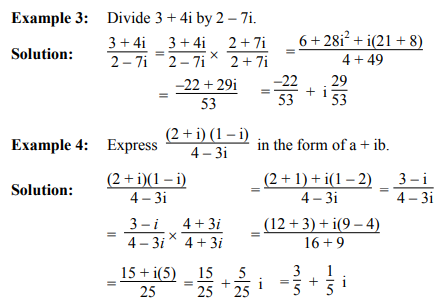 Example 3: Divide 3 + 4i by 2 – 7i.
Solution: (3 + 4i)/(2 – 7i) = (3 + 4i)/(2 – 7i) × (2 + 7i)/(2 + 7i) = (6 + 28i² + i(21 + 8))/(4 + 49)
= (–22 + 29i)/53 = –22/53 + i 29/53
Example 4: Express ((2 + i) (1 – i))/(4 – 3i) in the form of a + ib.
Solution: ((2 + i)(1 – i))/(4 – 3i) = ((2 + 1) + i(1 – 2))/(4 – 3i) = (3 – i)/(4 – 3i)
= (3 – i)/(4 – 3i) × (4 + 3i)/(4 + 3i) = ((12 + 3) + i(9 – 4))/(16 + 9)
= (15 + i(5))/25 = 15/25 + 5/25 i = 3/5 + 1/5 i